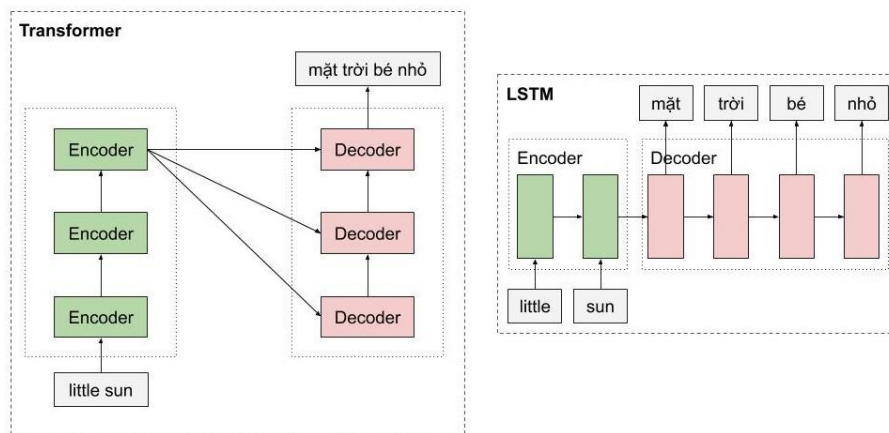 Transformer
mặt trời bé nhỏ
Encoder
Decoder
Encoder
Decoder
Encoder
Decoder
little sun
LSTM
mặt
trời
bé
nhỏ
Encoder
Decoder
little
sun